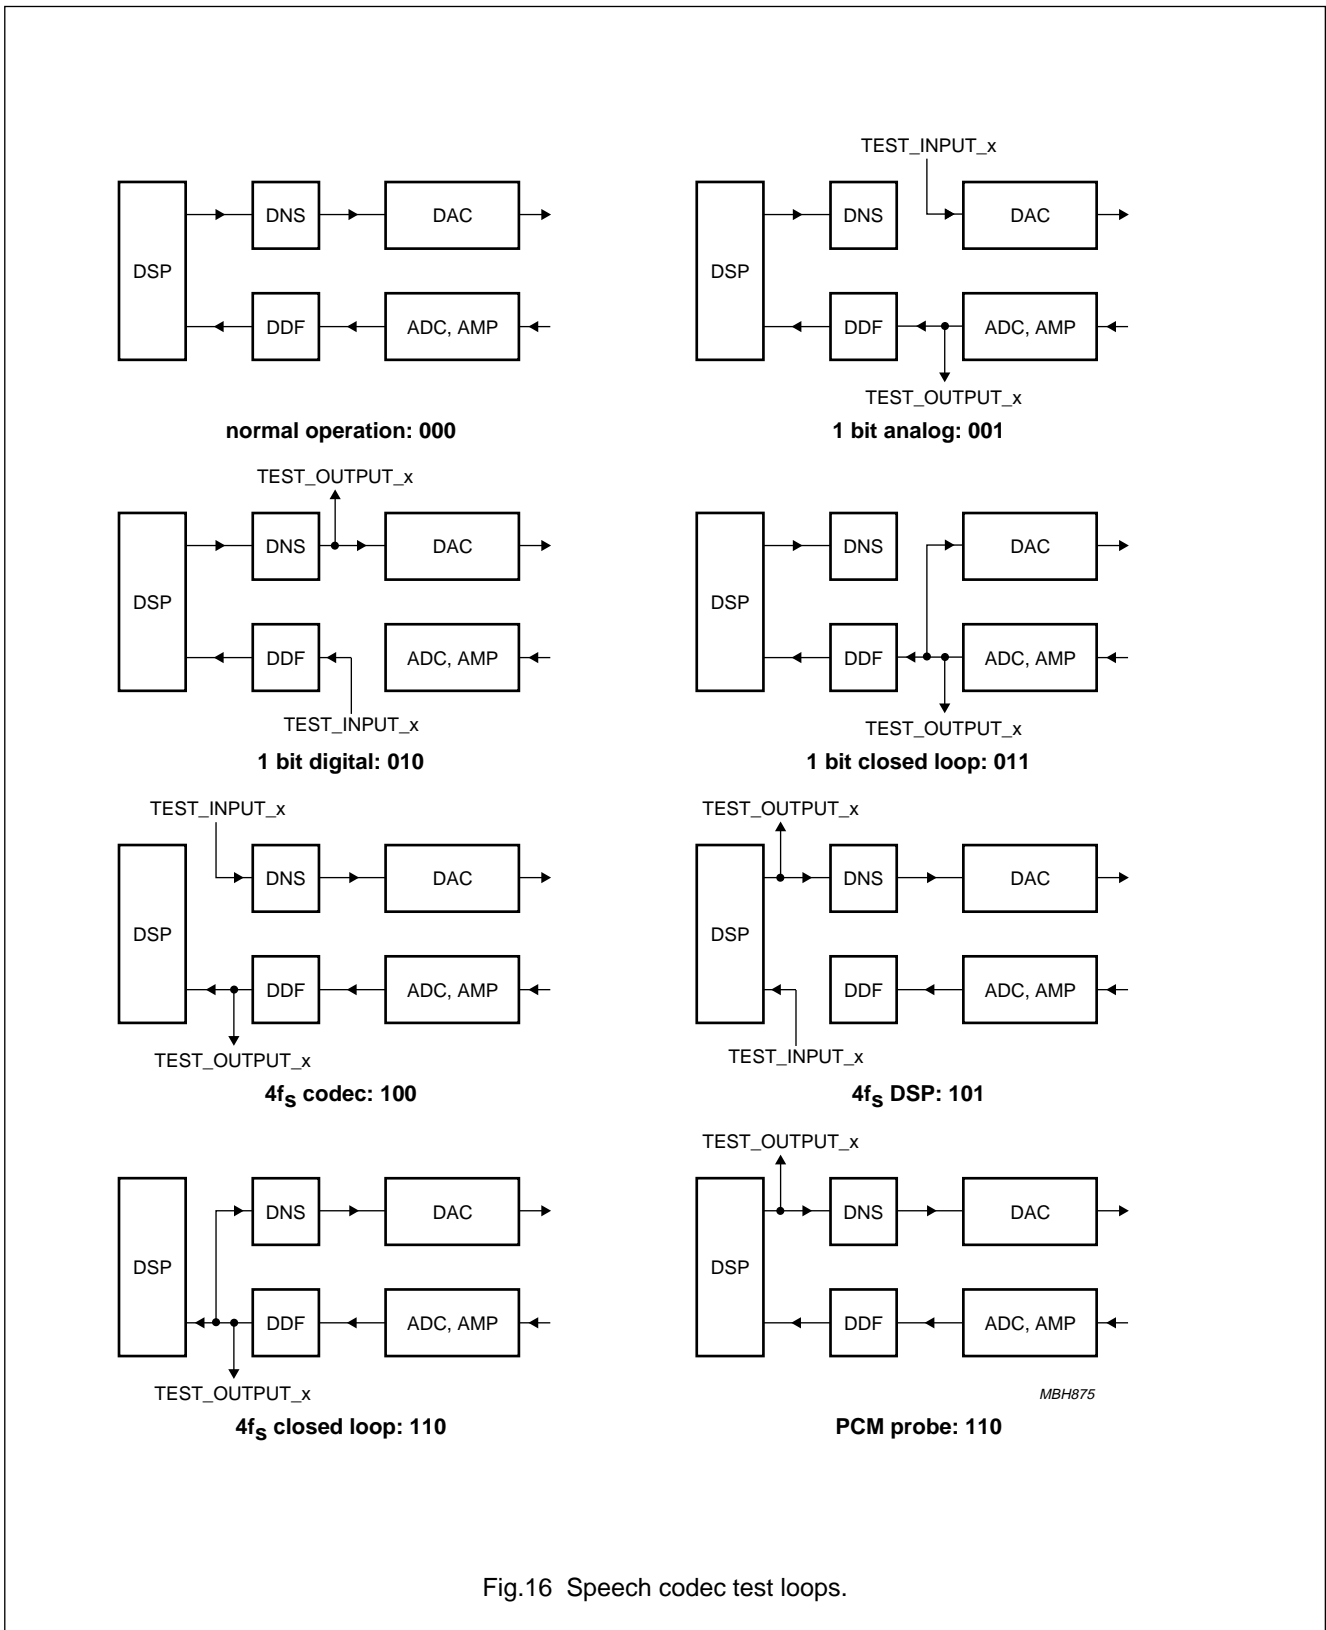 TEST_INPUT_x
DSP
DNS
DAC
DDF
ADC, AMP
normal operation: 000
DSP
DNS
DAC
DDF
ADC, AMP
TEST_OUTPUT_x
1 bit analog: 001
TEST_OUTPUT_x
DSP
DNS
DAC
DDF
ADC, AMP
TEST_INPUT_x
1 bit digital: 010
DSP
DNS
DAC
DDF
ADC, AMP
TEST_OUTPUT_x
1 bit closed loop: 011
TEST_INPUT_x
DSP
DNS
DAC
DDF
ADC, AMP
TEST_OUTPUT_x
4fs codec: 100
TEST_OUTPUT_x
DSP
DNS
DAC
DDF
ADC, AMP
TEST_INPUT_x
4fs DSP: 101
DSP
DNS
DAC
DDF
ADC, AMP
TEST_OUTPUT_x
4fs closed loop: 110
TEST_OUTPUT_x
DSP
DNS
DAC
DDF
ADC, AMP
MBH875
PCM probe: 110
Fig.16 Speech codec test loops.